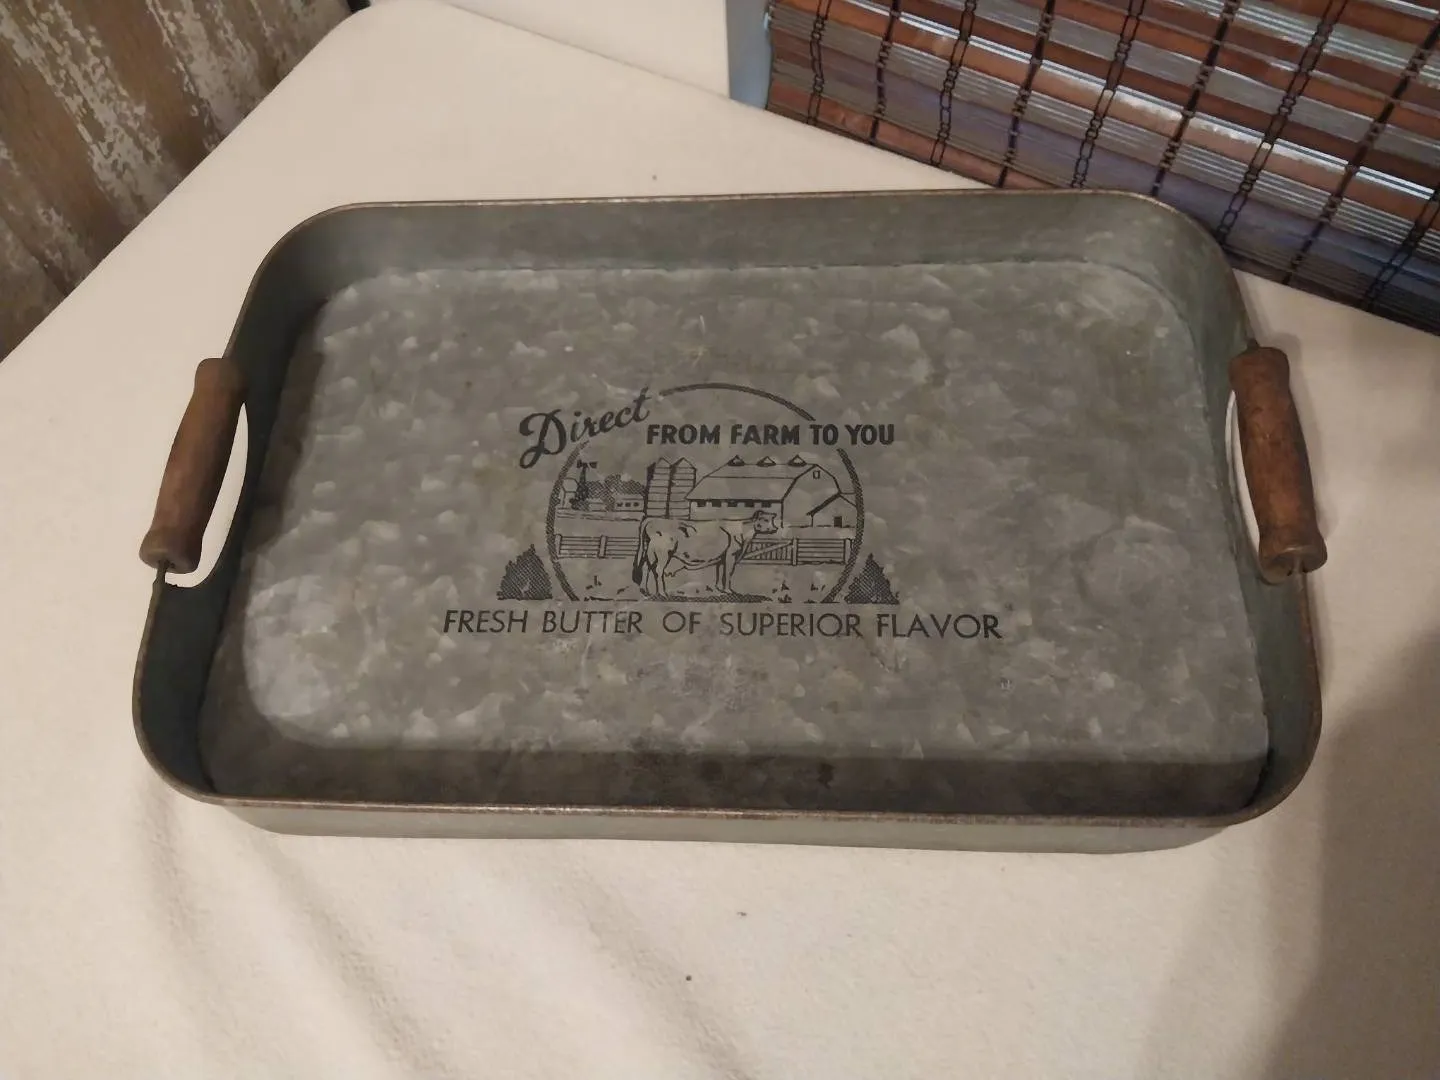 Direct
FROM FARM TO YOU
FRESH BUTTER OF SUPERIOR FLAVOR